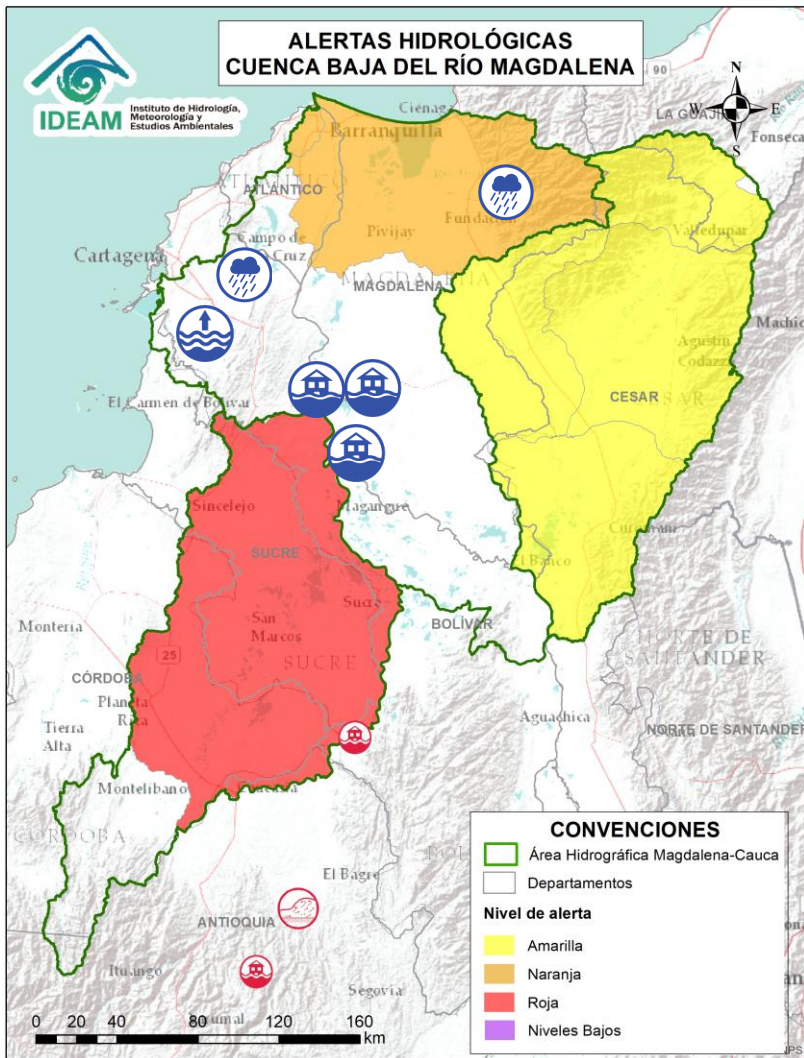 ALERTAS HIDROLÓGICAS
CUENCA BAJA DEL RÍO MAGDALENA
IDEAM
Instituto de Hidrología,
Meteorología y
Estudios Ambientales
N
W
E
S
90
Ciénaga
LA GUAJIRA
Barranquilla
Fonseca
ATLÁNTICO
Fundación
Pivijay
Valledupar
Cartagena
Campo de
Cruz
MAGDALENA
MAGDALENA
Agustín
Codazzi
El Carmen de Bolívar
CESAR
Sincelejo
Magangue
SUCRE
El Banco
Sucre
San
Marcos
BOLÍVAR
Montería
NORTE DE
SANTANDER
SUCRE
25
CÓRDOBA
Planeta
Rica
Tierra
Alta
Aguachica
NORTE DE SANTANDER
Montelibano
CÓRDOBA
El Bagre
ANTIOQUIA
Ituango
Segovia
0 20 40 80 120 160
km
CONVENCIONES
Área Hidrográfica Magdalena-Cauca
Departamentos
Nivel de alerta
Amarilla
Naranja
Roja
Niveles Bajos